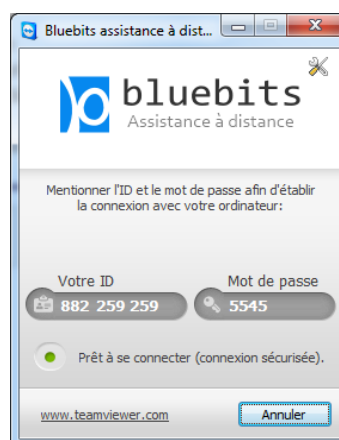 Bluebits assistance à dist...
bluebits
Assistance à distance
Mentionner l'ID et le mot de passe afin d'établir
la connexion avec votre ordinateur:
Votre ID
Mot de passe
882 259 259
5545
Prêt à se connecter (connexion sécurisée).
www.teamviewer.com
Annuler